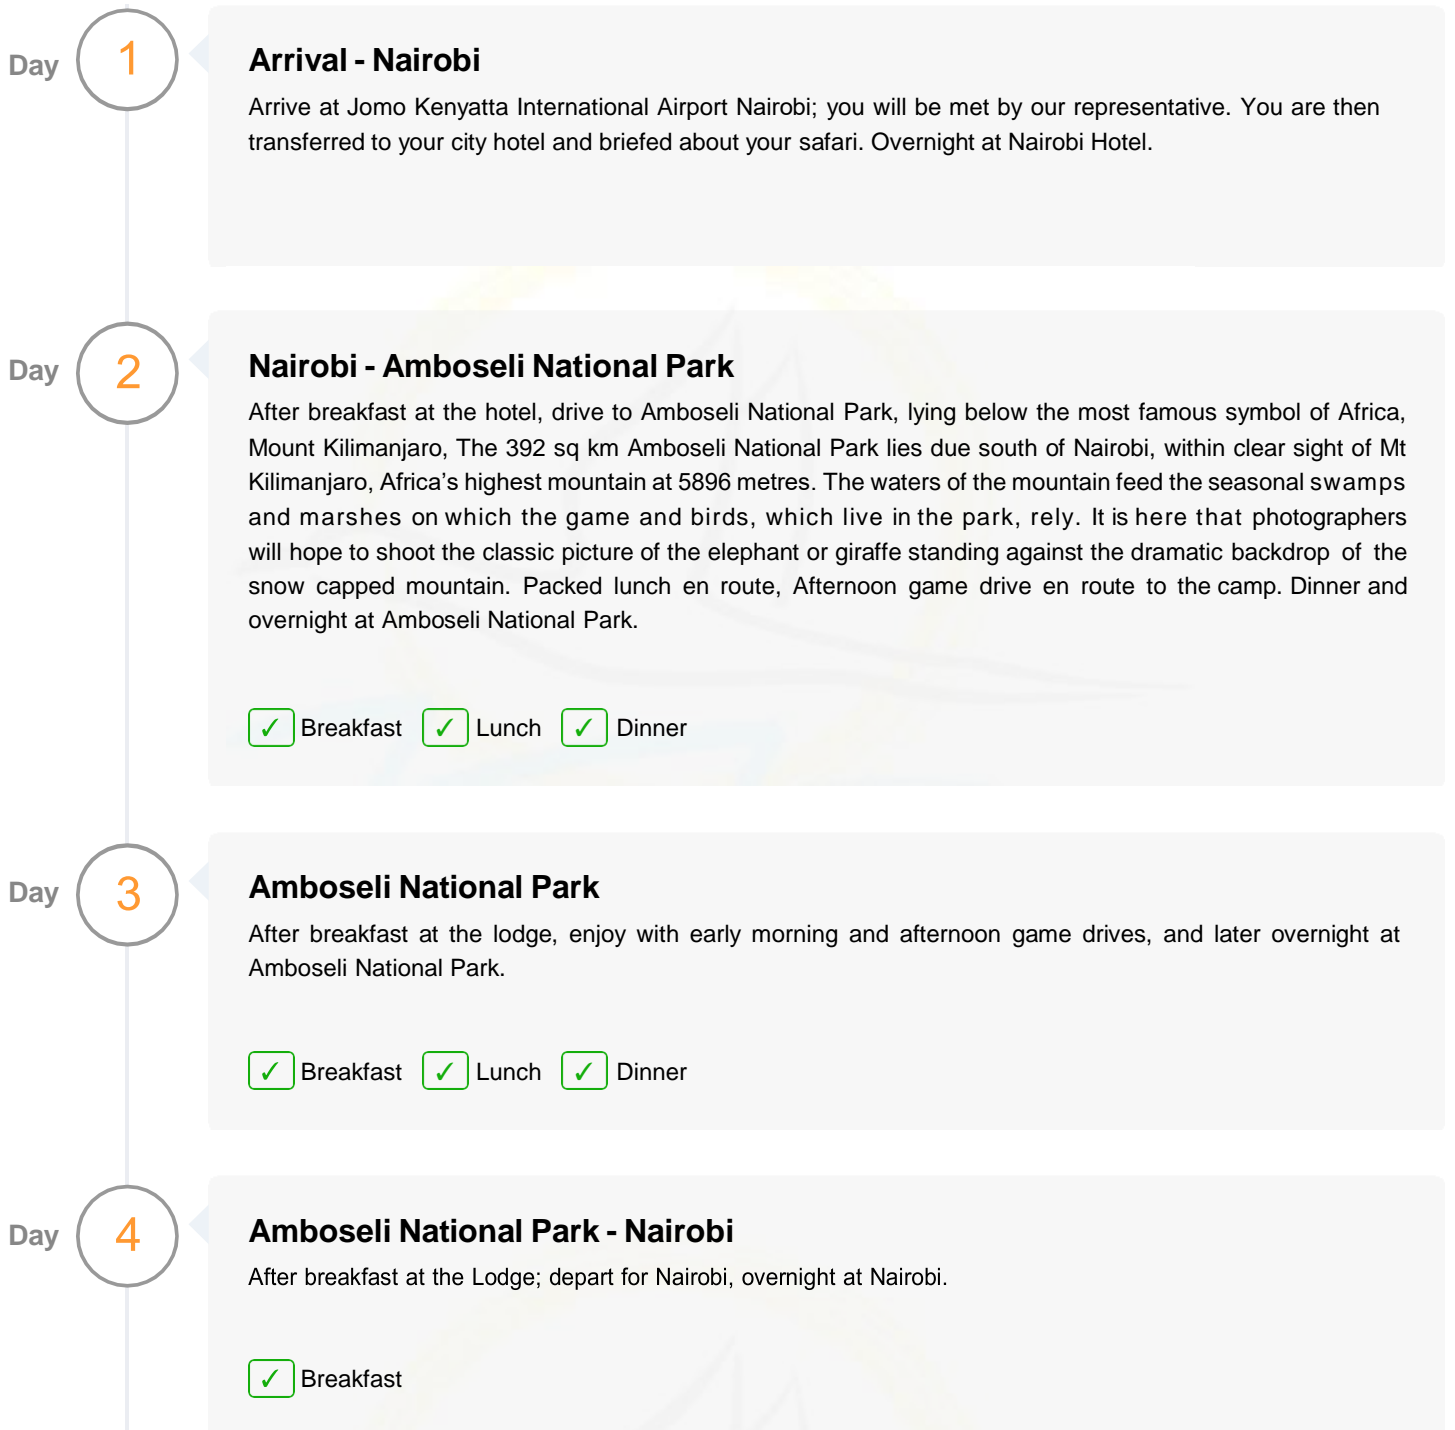 Day 1
Arrival - Nairobi
Arrive at Jomo Kenyatta International Airport Nairobi; you will be met by our representative. You are then
transferred to your city hotel and briefed about your safari. Overnight at Nairobi Hotel.
Day 2
Nairobi - Amboseli National Park
After breakfast at the hotel, drive to Amboseli National Park, lying below the most famous symbol of Africa,
Mount Kilimanjaro, The 392 sq km Amboseli National Park lies due south of Nairobi, within clear sight of Mt
Kilimanjaro, Africa’s highest mountain at 5896 metres. The waters of the mountain feed the seasonal swamps
and marshes on which the game and birds, which live in the park, rely. It is here that photographers
will hope to shoot the classic picture of the elephant or giraffe standing against the dramatic backdrop of the
snow capped mountain. Packed lunch en route, Afternoon game drive en route to the camp. Dinner and
overnight at Amboseli National Park.
✓ Breakfast ✓ Lunch ✓ Dinner
Day 3
Amboseli National Park
After breakfast at the lodge, enjoy with early morning and afternoon game drives, and later overnight at
Amboseli National Park.
✓ Breakfast ✓ Lunch ✓ Dinner
Day 4
Amboseli National Park - Nairobi
After breakfast at the Lodge; depart for Nairobi, overnight at Nairobi.
✓ Breakfast